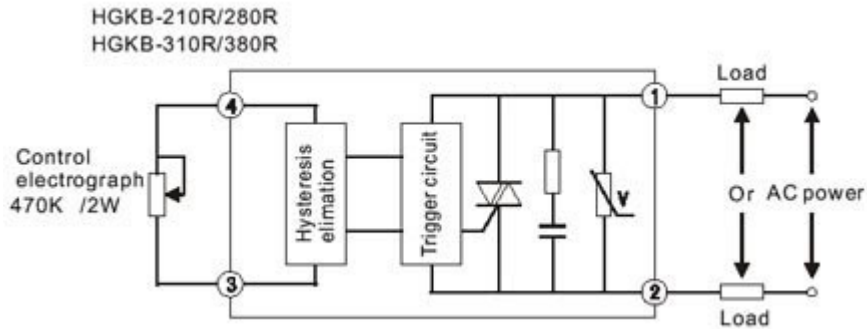 HGKB-210R/280R
HGKB-310R/380R
Load
4
1
Control
electrograph
470K /2W
Hysteresis
elimation
Trigger circuit
V
Or
AC power
3
2
Load